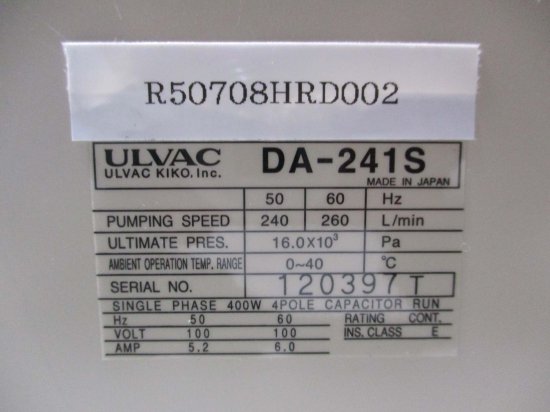 R50708HRD002
ULVAC DA-241S
ULVAC KIKO. Inc. MADE IN JAPAN
50 60 Hz
PUMPING SPEED 240 260 L/min
ULTIMATE PRES. 16.0X10³ Pa
AMBIENT OPERATION TEMP. RANGE 0~40 °C
SERIAL NO. 120397T
SINGLE PHASE 400W 4POLE CAPACITOR RUN
Hz 50 60 RATING CONT.
VOLT 100 100 INS. CLASS E
AMP 5.2 6.0